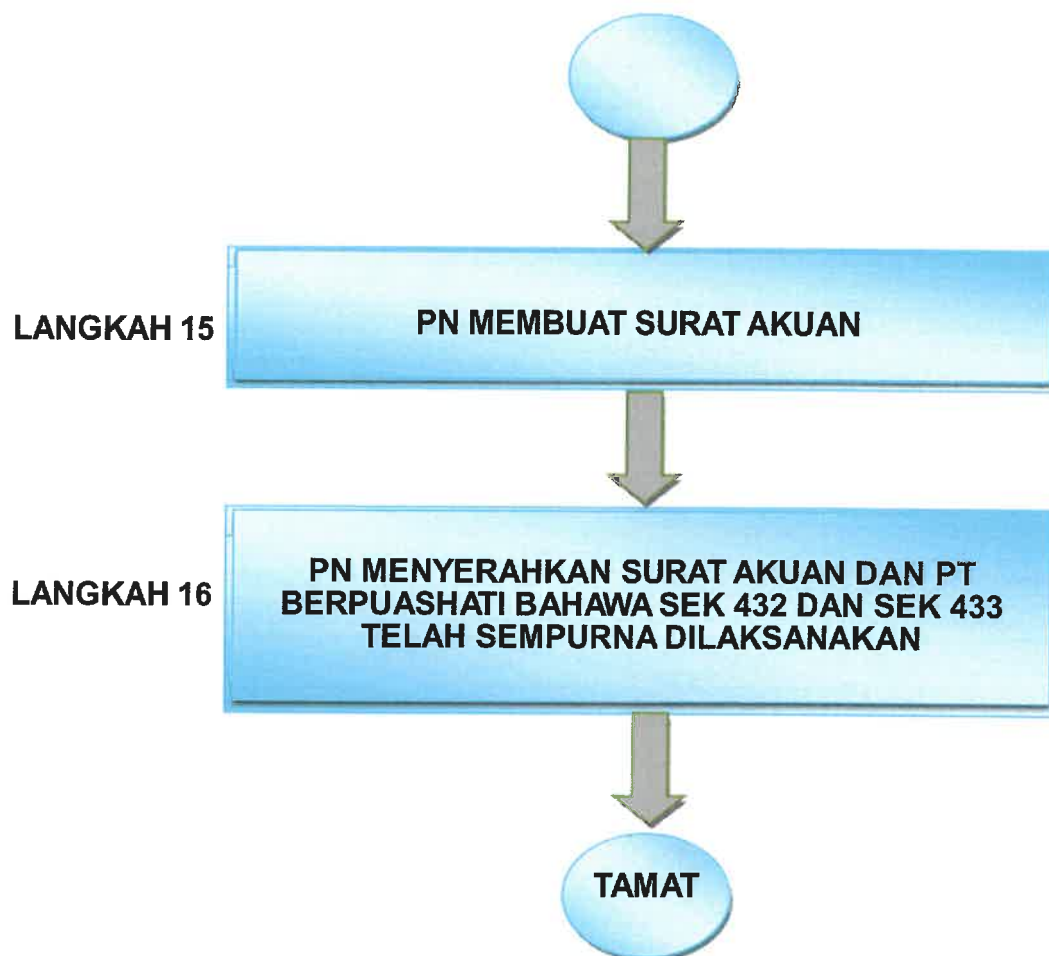 LANGKAH 15
PN MEMBUAT SURAT AKUAN
LANGKAH 16
PN MENYERAHKAN SURAT AKUAN DAN PT
BERPUASHATI BAHAWA SEK 432 DAN SEK 433
TELAH SEMPURNA DILAKSANAKAN
TAMAT